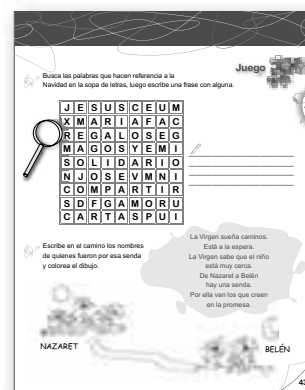 Juego
Busca las palabras que hacen referencia a la
Navidad en la sopa de letras, luego escribe una frase con alguna.
J E S U S C E U M
X M A R I A F A C
R E G A L O S E G
M A G O S Y E M I
S O L I D A R I O
N J O S E V M N I
C O M P A R T I R
S D F G A M O R U
C A R T A S P U I
Escribe en el camino los nombres
de quienes fueron por esa senda
y colorea el dibujo.
La Virgen sueña caminos.
Está a la espera.
La Virgen sabe que el niño
está muy cerca.
De Nazaret a Belén
hay una senda.
Por ella van los que creen
en la promesa.
NAZARET
BELÉN